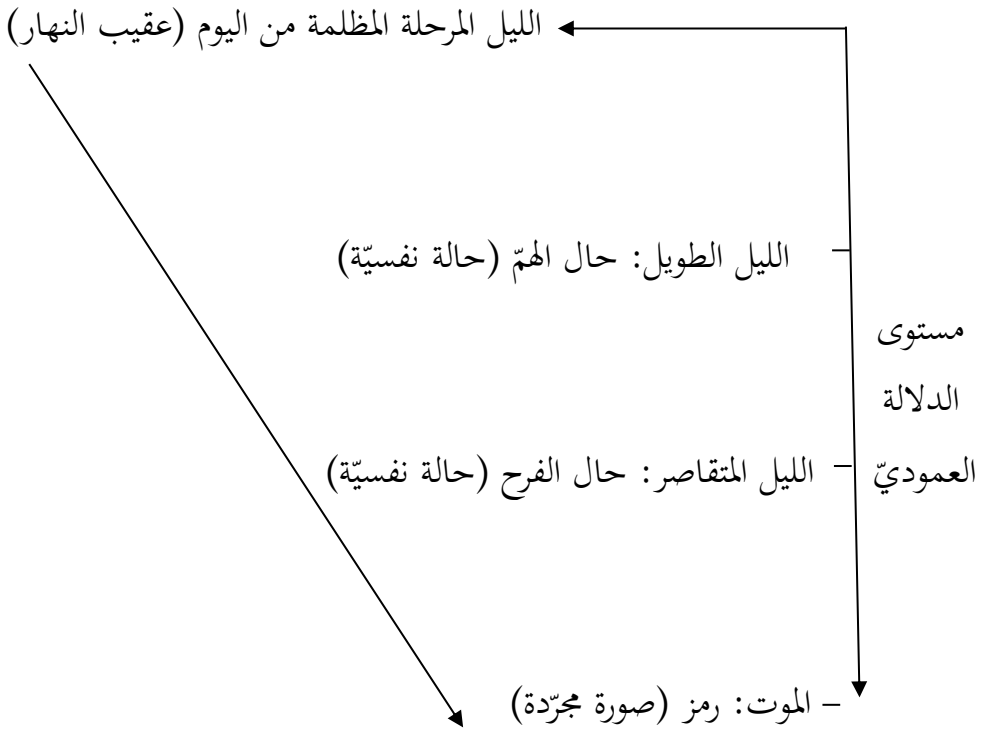 الليل المرحلة المظلمة من اليوم (عقيب النهار)
الليل الطويل: حال الهمّ (حالة نفسيّة)
مستوى
الدلالة
العموديّ
– الليل المتقاصر: حال الفرح (حالة نفسيّة)
– الموت: رمز (صورة مجرّدة)